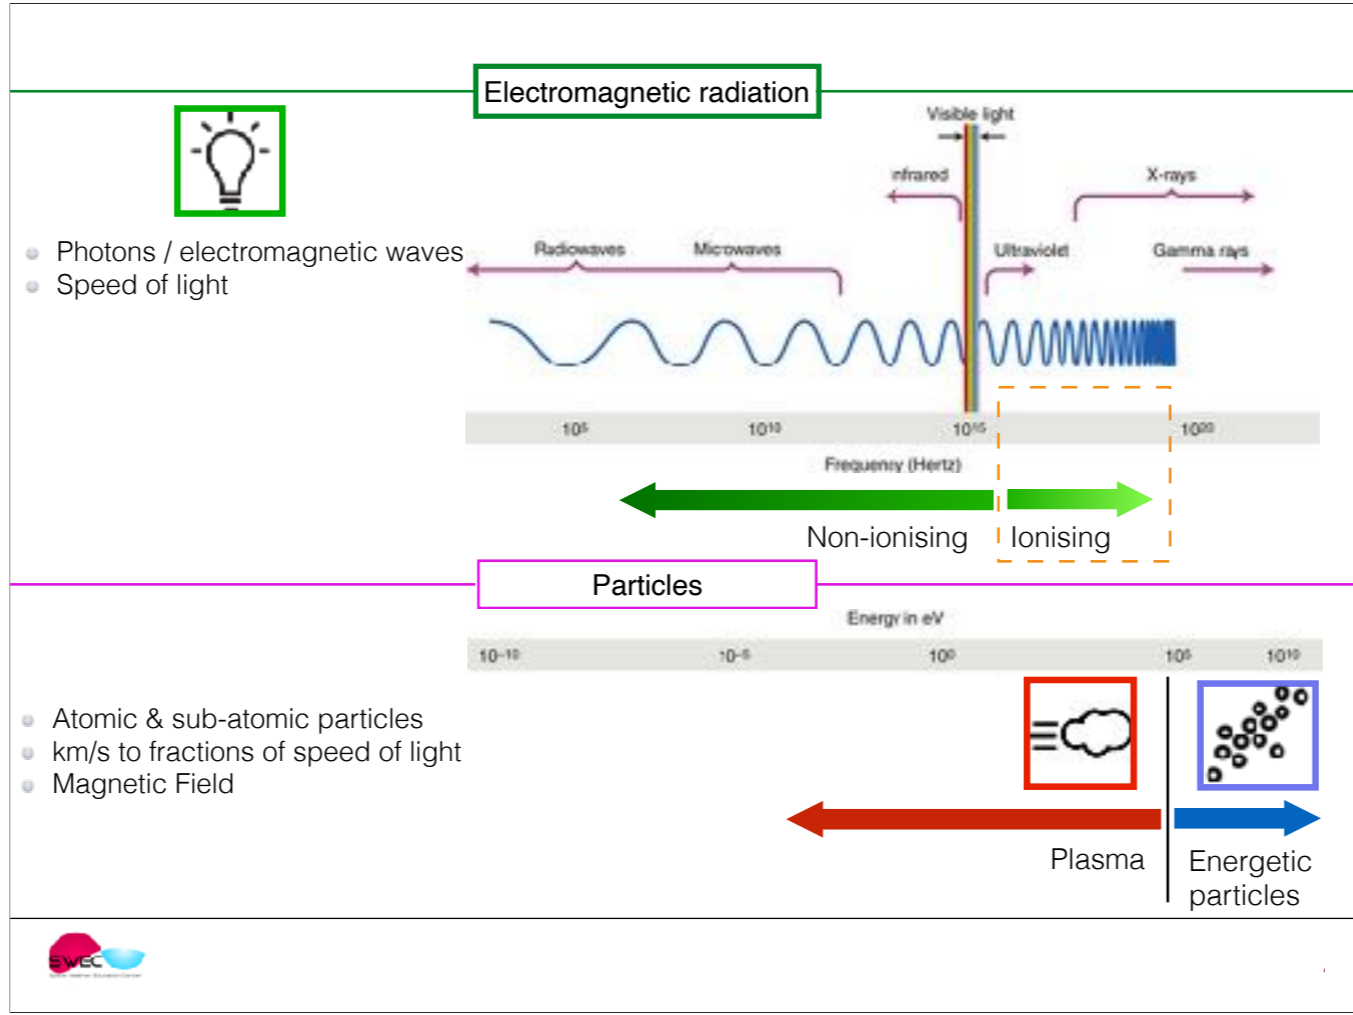 Electromagnetic radiation
Visible light
nfrared
X-rays
Photons / electromagnetic waves
Radiowaves
Microwaves
Ultraviolet
Gamma rays
Speed of light
10⁵
10¹⁰
10¹⁵
10²⁰
Frequency (Hertz)
Non-ionising
Ionising
Particles
Energy in eV
10⁻¹⁰
10⁻⁵
10⁰
10⁵
10¹⁰
Atomic & sub-atomic particles
km/s to fractions of speed of light
Magnetic Field
Plasma
Energetic
particles
SWEC